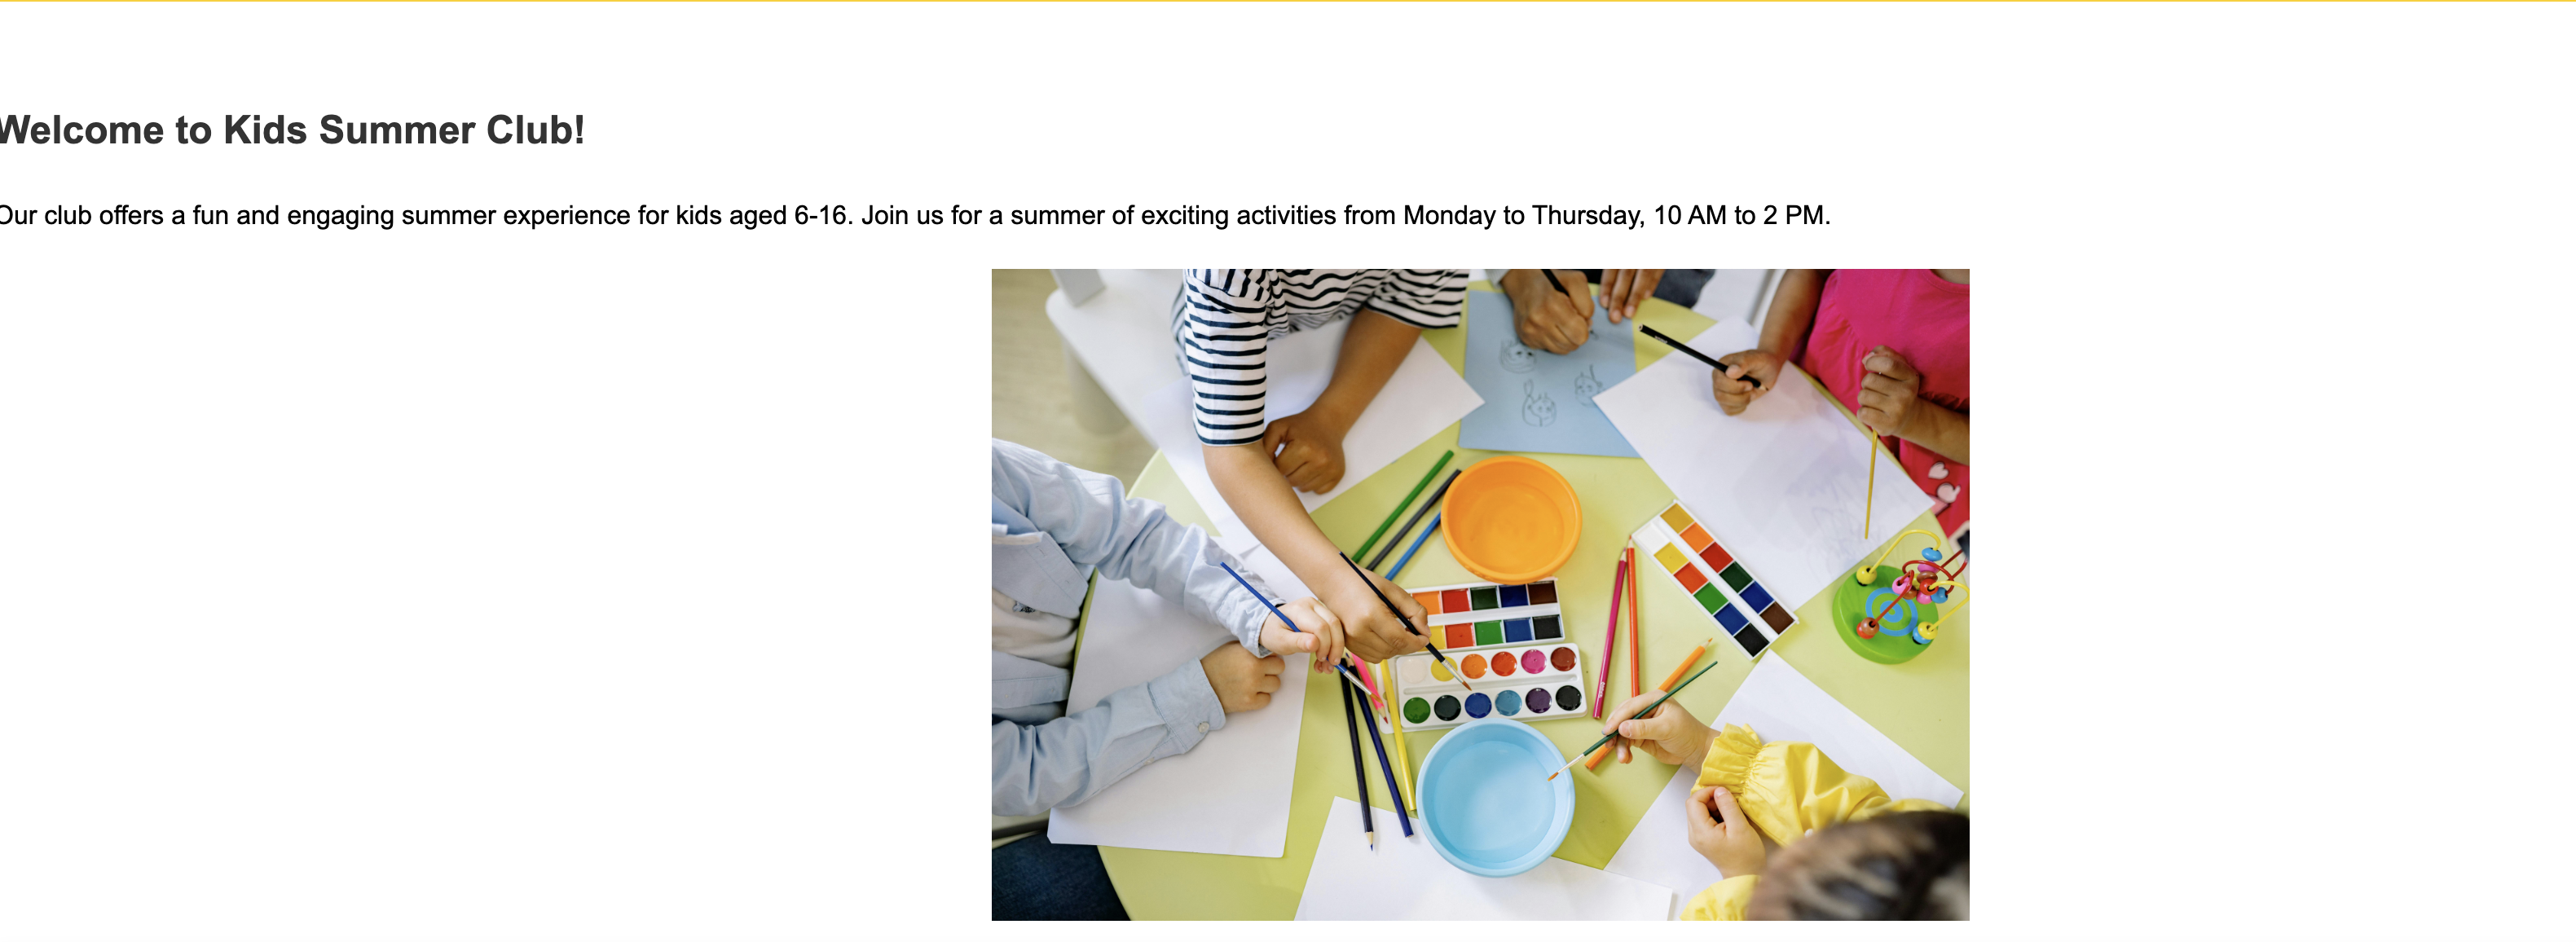 Welcome to Kids Summer Club!
Our club offers a fun and engaging summer experience for kids aged 6-16. Join us for a summer of exciting activities from Monday to Thursday, 10 AM to 2 PM.